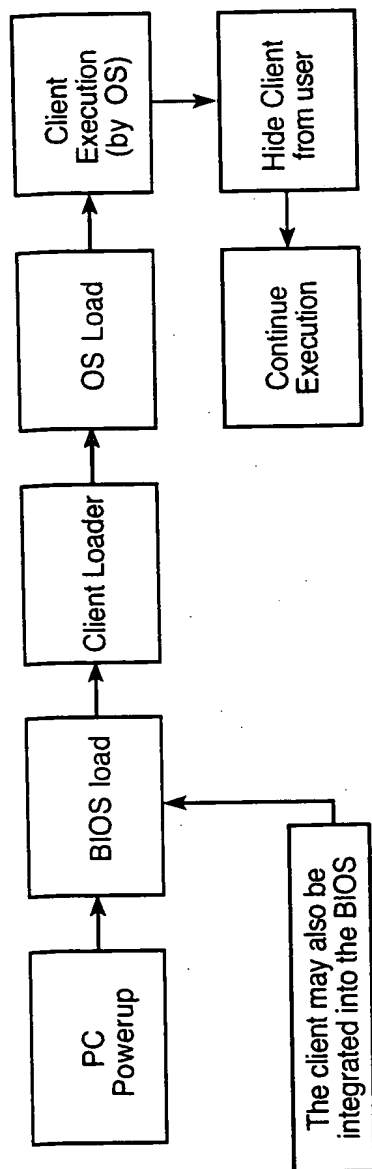 PC
Powerup
BIOS load
Client Loader
OS Load
Client
Execution
(by OS)
Hide Client
from user
Continue
Execution
The client may also be
integrated into the BIOS